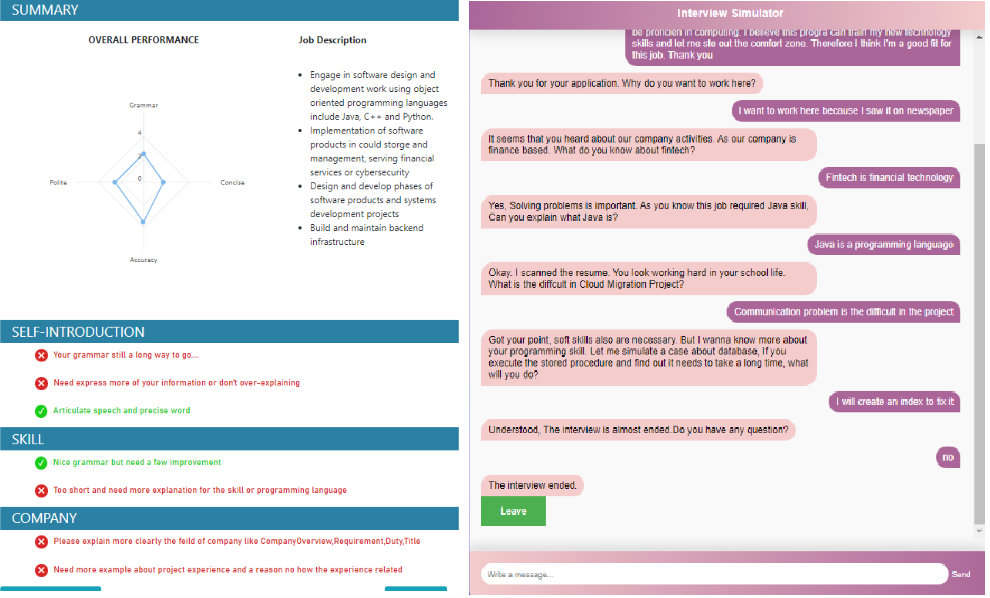 SUMMARY
OVERALL PERFORMANCE
Grammar
4
2
0
Polite
Concise
Accuracy
Job Description
Engage in software design and
development work using object
oriented programming languages
include Java, C++ and Python.
Implementation of software
products in could storge and
management, serving financial
services or cybersecurity
Design and develop phases of
software products and systems
development projects
Build and maintain backend
infrastructure
SELF-INTRODUCTION
Your grammar still a long way to go....
Need express more of your information or don't over-explaining
Articulate speech and precise word
SKILL
Nice grammar but need a few improvement
Too short and need more explanation for the skill or programming language
COMPANY
Please explain more clearly the feild of company like CompanyOverview,Requirement,Duty,Title
Need more example about project experience and a reason no how the experience related
Interview Simulator
be proficien in computing. I believe this progra can train my new technology
skills and let me ste out the comfort zone. Therefore I think I'm a good fit for
this job. Thank you
Thank you for your application. Why do you want to work here?
I want to work here because I saw it on newspaper
It seems that you heard about our company activities. As our company is
finance based. What do you know about fintech?
Fintech is financial technology
Yes, Solving problems is important. As you know this job required Java skill,
Can you explain what Java is?
Java is a programming language
Okay. I scanned the resume. You look working hard in your school life.
What is the diffcult in Cloud Migration Project?
Communication problem is the difficult in the project
Got your point, soft skills also are necessary. But I wanna know more about
your programming skill. Let me simulate a case about database, If you
execute the stored procedure and find out it needs to take a long time, what
will you do?
I will create an index to fix it
Understood,. The interview is almost ended.Do you have any question?
no
The interview ended.
Leave
Write a message...
Send